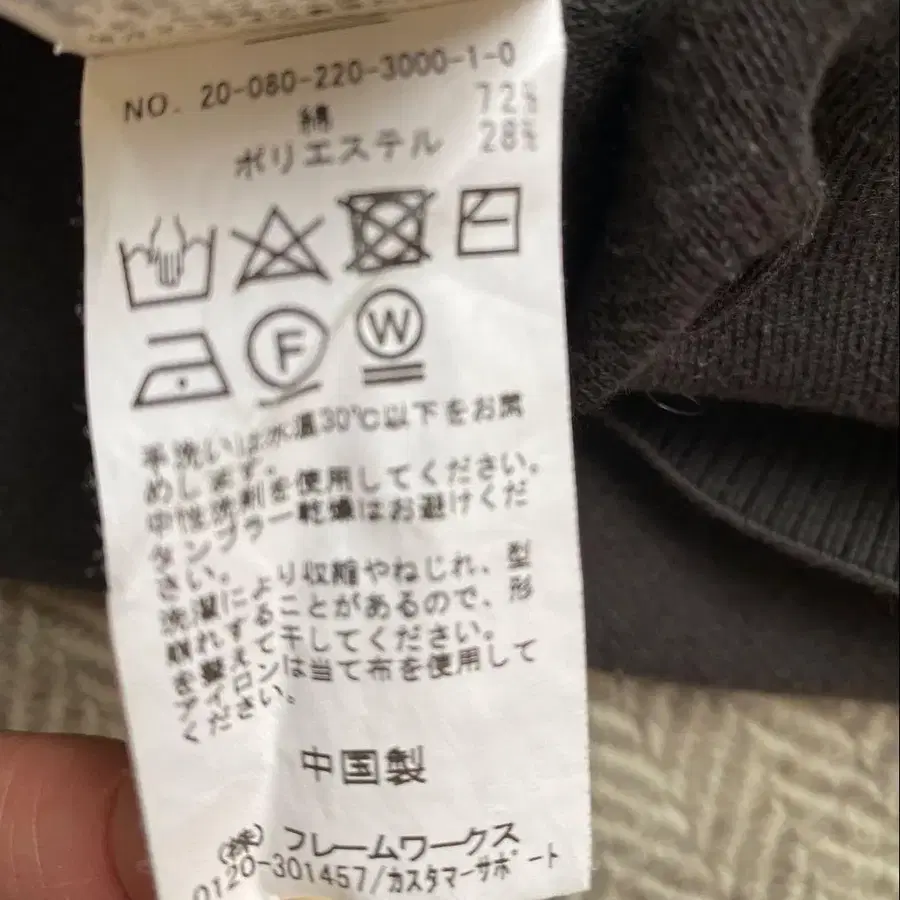 NO. 20-080-220-3000-1-0
綿 72%
ポリエステル 28%
F
W
手洗いは水温30℃以下をお薦
めします。
中性洗剤を使用してください。
タンブラー乾燥はお避けくだ
さい。
洗濯により収縮やねじれ、型
崩れすることがあるので、形
を整えて干してください。
アイロンは当て布を使用して
ください。
中国製
(株)フレームワークス
0120-301457/カスタマーサポート